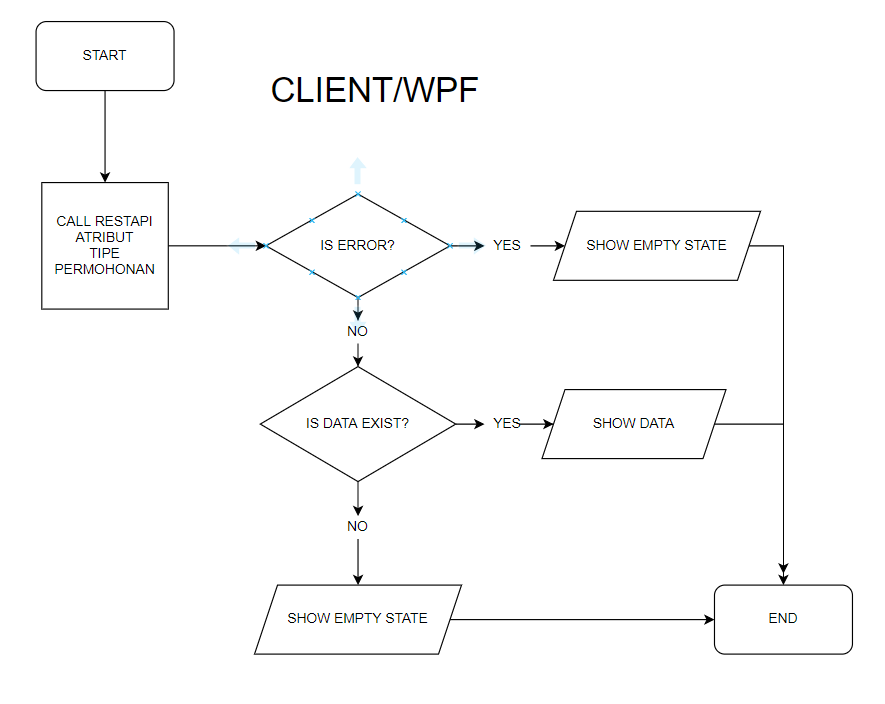 START
CLIENT/WPF
CALL RESTAPI
ATRIBUT
TIPE
PERMOHONAN
IS ERROR?
YES
SHOW EMPTY STATE
NO
IS DATA EXIST?
YES
SHOW DATA
NO
SHOW EMPTY STATE
END